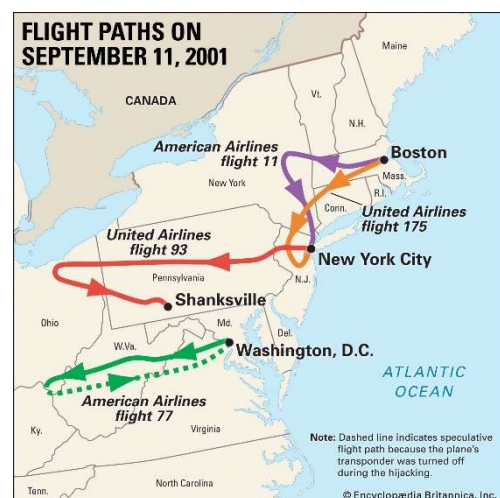 FLIGHT PATHS ON
SEPTEMBER 11, 2001
Maine
CANADA
Vt.
N.H.
American Airlines
flight 11
Boston
Mass.
New York
R.I.
Conn.
United Airlines
flight 175
United Airlines
flight 93
New York City
Pennsylvania
N.J.
Shanksville
Ohio
Md.
Del.
W.Va.
Washington, D.C.
ATLANTIC
OCEAN
American Airlines
flight 77
Ky.
Virginia
Note: Dashed line indicates speculative
flight path because the plane's
transponder was turned off
during the hijacking.
North Carolina
Tenn.
© Encyclopædia Britannica, Inc.